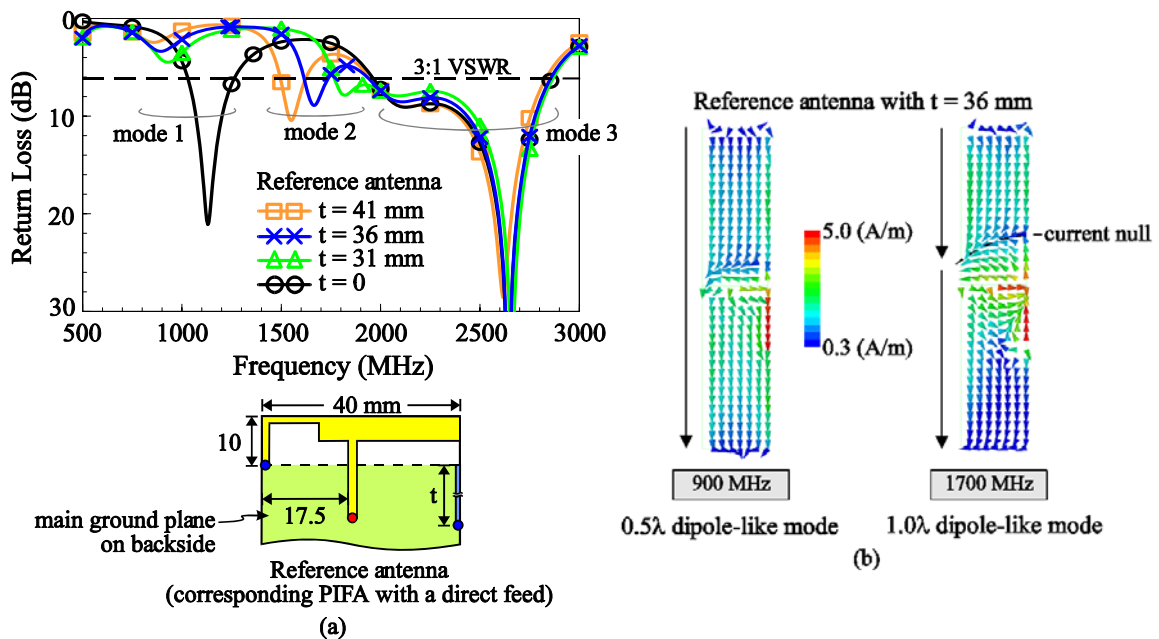 0
10
20
30
Return Loss (dB)
3:1 VSWR
mode 1
mode 2
mode 3
Reference antenna
t = 41 mm
t = 36 mm
t = 31 mm
t = 0
500
1000
1500
2000
2500
3000
Frequency (MHz)
40 mm
10
t
17.5
main ground plane
on backside
Reference antenna
(corresponding PIFA with a direct feed)
(a)
Reference antenna with t = 36 mm
5.0 (A/m)
0.3 (A/m)
current null
900 MHz
1700 MHz
0.5λ dipole-like mode
1.0λ dipole-like mode
(b)